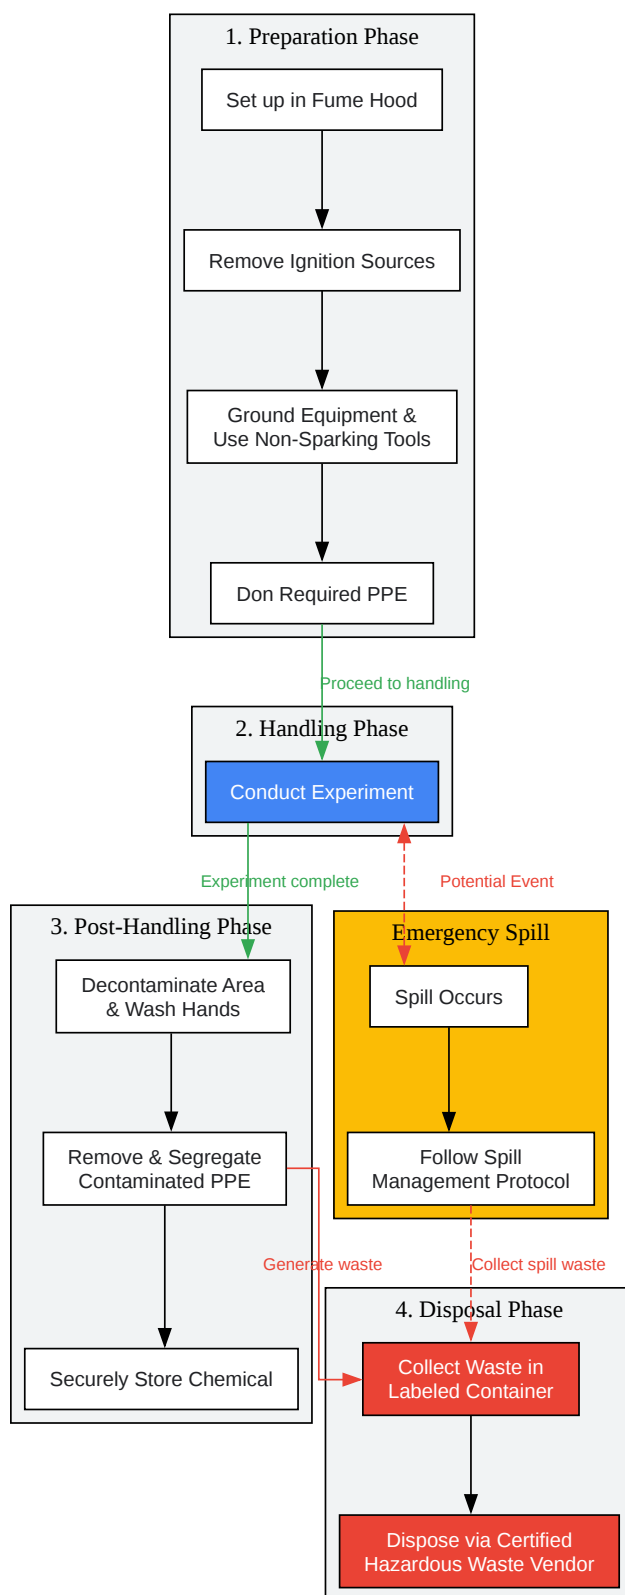 1. Preparation Phase
Set up in Fume Hood
Remove Ignition Sources
Ground Equipment &
Use Non-Sparking Tools
Don Required PPE
Proceed to handling
2. Handling Phase
Conduct Experiment
Experiment complete
Potential Event
3. Post-Handling Phase
Decontaminate Area
& Wash Hands
Remove & Segregate
Contaminated PPE
Generate waste
Securely Store Chemical
Emergency Spill
Spill Occurs
Follow Spill
Management Protocol
Collect spill waste
4. Disposal Phase
Collect Waste in
Labeled Container
Dispose via Certified
Hazardous Waste Vendor